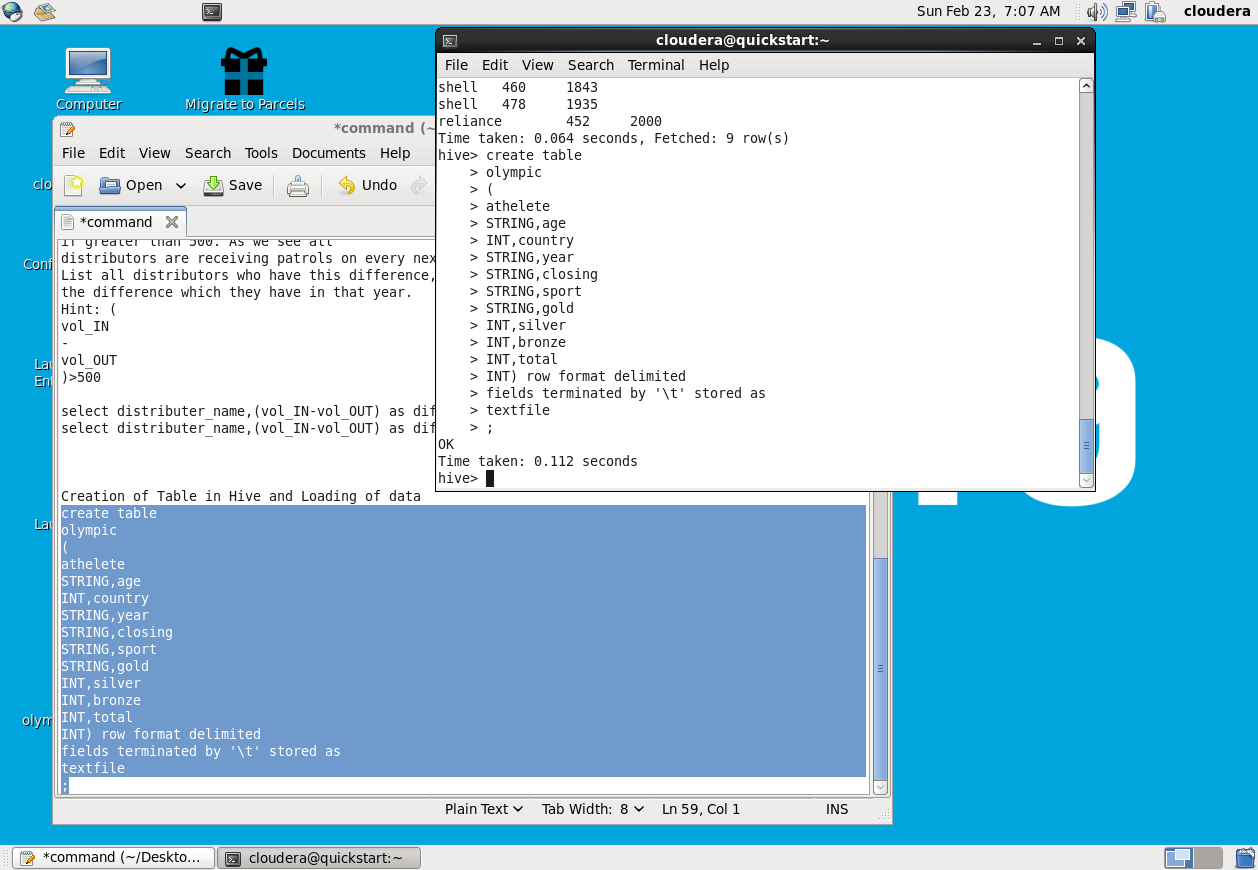 Sun Feb 23, 7:07 AM
cloudera
Computer
Migrate to Parcels
*command (~
File Edit View Search Tools Documents Help
Open Save Undo
*command
if greater than 500. As we see all
distributors are receiving patrols on every nex
List all distributors who have this difference,
the difference which they have in that year.
Hint: (
vol_IN
-
vol_OUT
)>500
select distributer_name,(vol_IN-vol_OUT) as dif
select distributer_name,(vol_IN-vol_OUT) as dif
Creation of Table in Hive and Loading of data
create table
olympic
(
athelete
STRING,age
INT,country
STRING,year
STRING,closing
STRING,sport
STRING,gold
INT,silver
INT,bronze
INT,total
INT) row format delimited
fields terminated by '\t' stored as
textfile
;
Plain Text Tab Width: 8 Ln 59, Col 1 INS
cloudera@quickstart:~
File Edit View Search Terminal Help
shell 460 1843
shell 478 1935
reliance 452 2000
Time taken: 0.064 seconds, Fetched: 9 row(s)
hive> create table
> olympic
> (
> athelete
> STRING,age
> INT,country
> STRING,year
> STRING,closing
> STRING,sport
> STRING,gold
> INT,silver
> INT,bronze
> INT,total
> INT) row format delimited
> fields terminated by '\t' stored as
> textfile
> ;
OK
Time taken: 0.112 seconds
hive>
clo
Conf
Lau
Ent
Lau
olym
*command (~/Deskto...
cloudera@quickstart:~